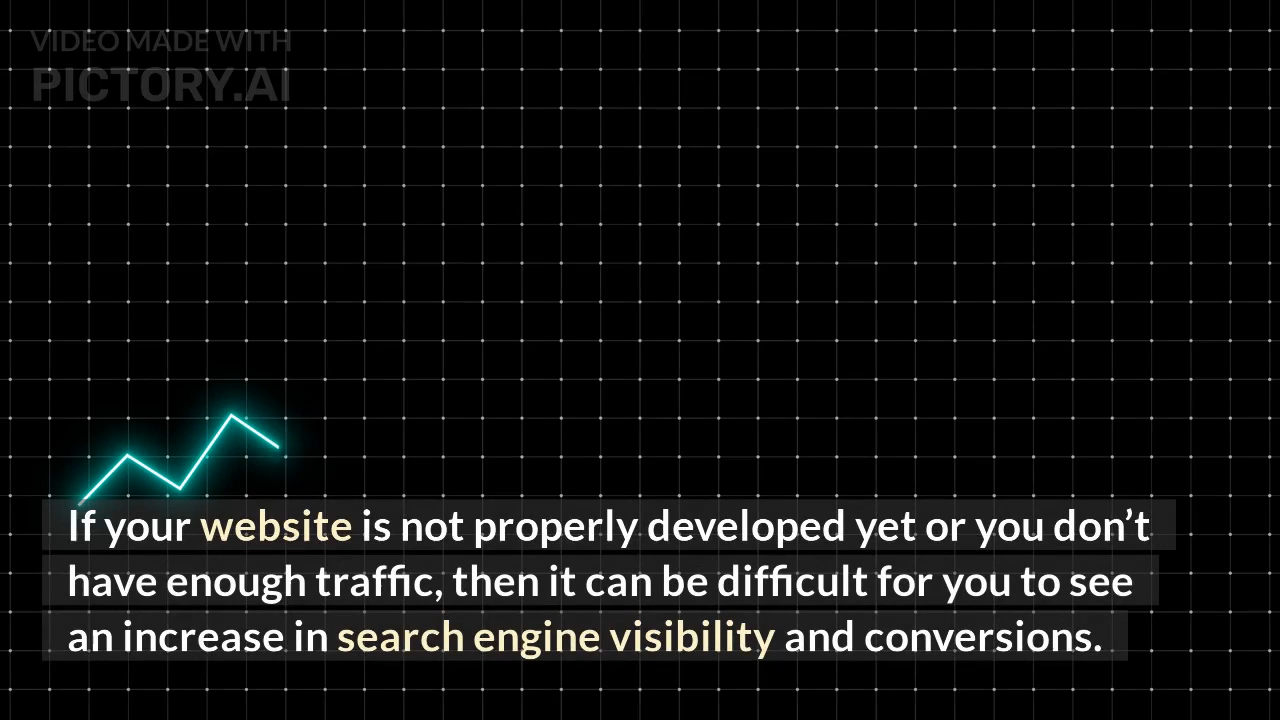 VIDEO MADE WITH
PICTORY.AI
If your website is not properly developed yet or you don’t
have enough traffic, then it can be difficult for you to see
an increase in search engine visibility and conversions.